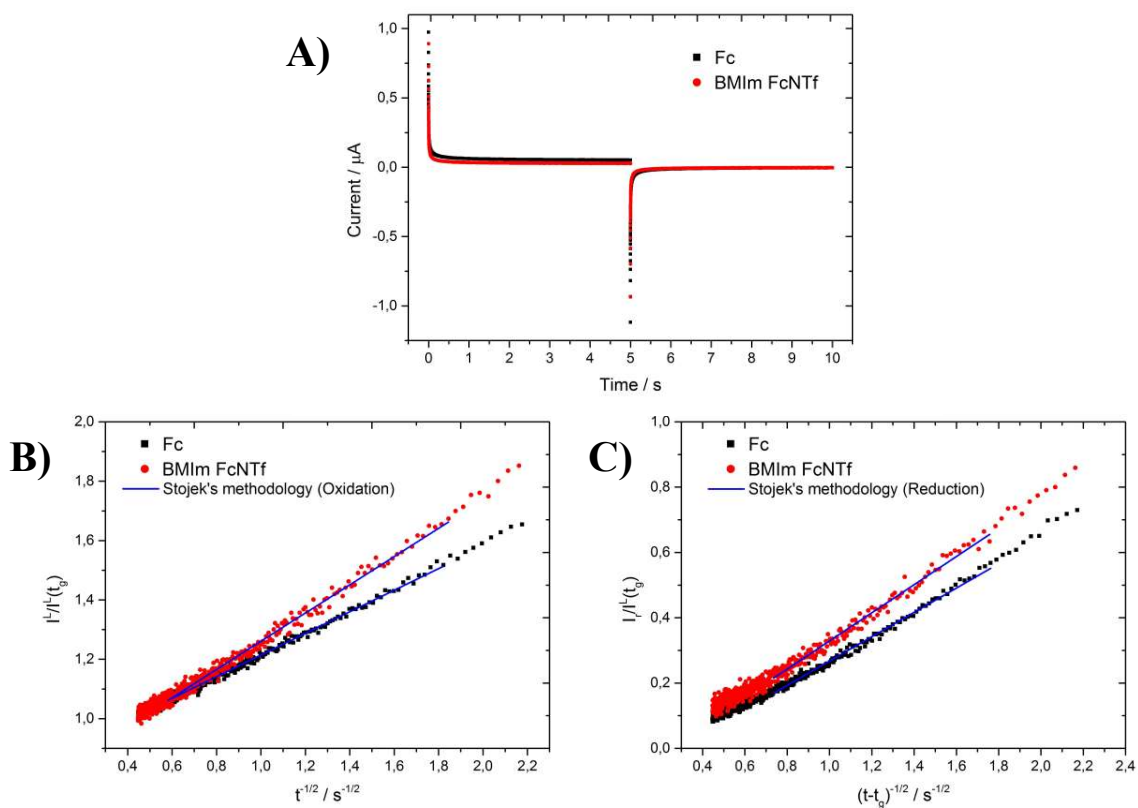 A)
1,0
0,5
0,0
-0,5
-1,0
Current / µA
Fc
BMIm FcNTf
0 1 2 3 4 5 6 7 8 9 10
Time / s
B)
2,0
1,8
1,6
1,4
1,2
1,0
I^L/I^L(t_g)
Fc
BMIm FcNTf
Stojek's methodology (Oxidation)
0,4 0,6 0,8 1,0 1,2 1,4 1,6 1,8 2,0 2,2
t^-1/2 / s^-1/2
C)
1,0
0,8
0,6
0,4
0,2
0,0
I_r/I^L(t_g)
Fc
BMIm FcNTf
Stojek's methodology (Reduction)
0,4 0,6 0,8 1,0 1,2 1,4 1,6 1,8 2,0 2,2 2,4
(t-t_g)^-1/2 / s^-1/2